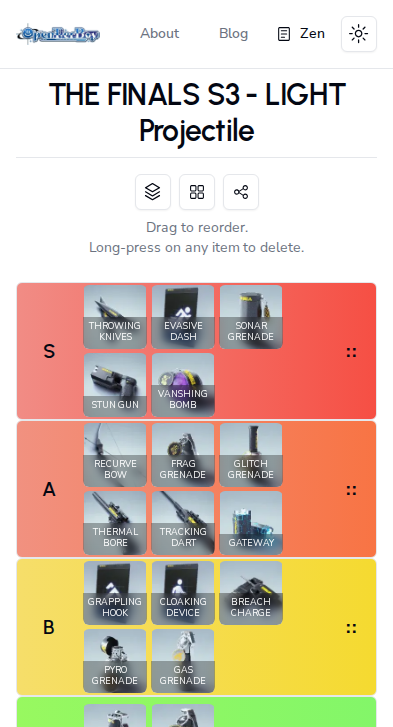 OpenTierBoy
About
Blog
Zen
THE FINALS S3 - LIGHT
Projectile
Drag to reorder.
Long-press on any item to delete.
S
THROWING
KNIVES
EVASIVE
DASH
SONAR
GRENADE
STUN GUN
VANSHING
BOMB
A
RECURVE
BOW
FRAG
GRENADE
GLITCH
GRENADE
THERMAL
BORE
TRACKING
DART
GATEWAY
B
GRAPPLING
HOOK
CLOAKING
DEVICE
BREACH
CHARGE
PYRO
GRENADE
GAS
GRENADE